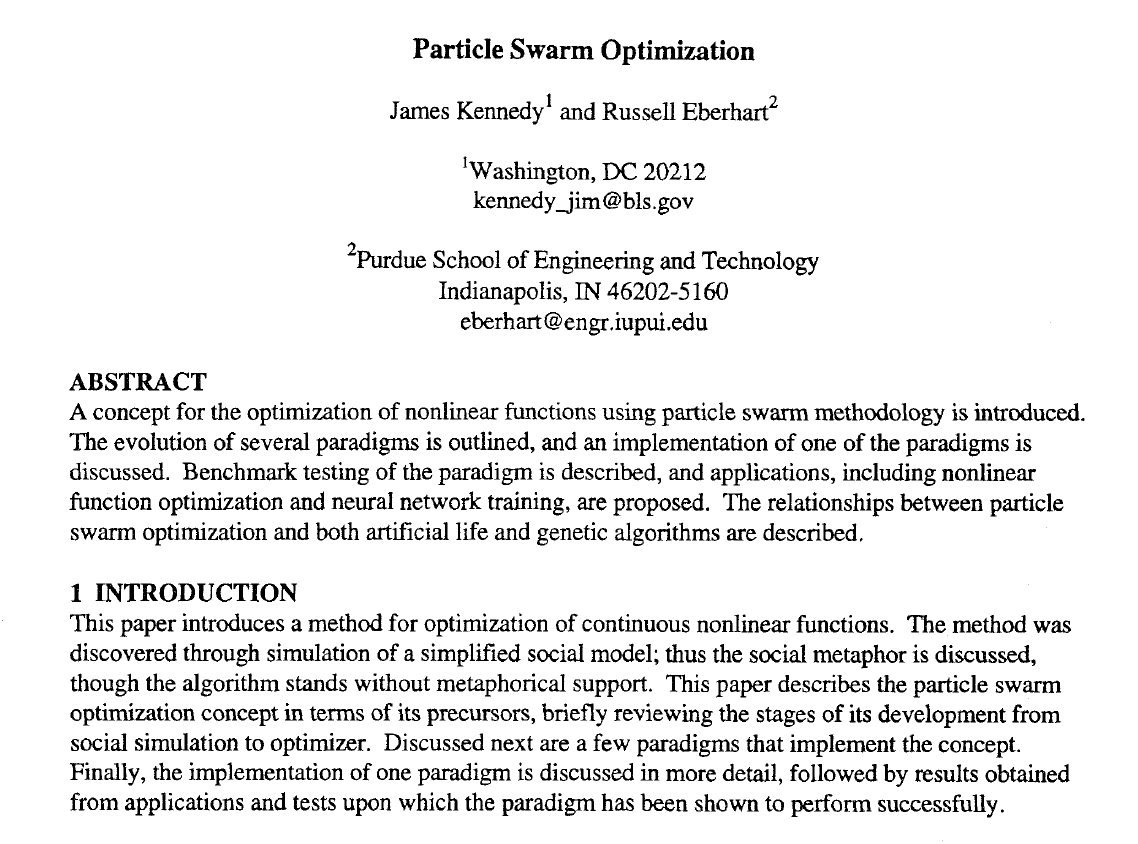 Particle Swarm Optimization
James Kennedy1 and Russell Eberhart2
1Washington, DC 20212
kennedy_jim@bls.gov
2Purdue School of Engineering and Technology
Indianapolis, IN 46202-5160
eberhart@engr.iupui.edu
ABSTRACT
A concept for the optimization of nonlinear functions using particle swarm methodology is introduced.
The evolution of several paradigms is outlined, and an implementation of one of the paradigms is
discussed. Benchmark testing of the paradigm is described, and applications, including nonlinear
function optimization and neural network training, are proposed. The relationships between particle
swarm optimization and both artificial life and genetic algorithms are described.
1 INTRODUCTION
This paper introduces a method for optimization of continuous nonlinear functions. The method was
discovered through simulation of a simplified social model; thus the social metaphor is discussed,
though the algorithm stands without metaphorical support. This paper describes the particle swarm
optimization concept in terms of its precursors, briefly reviewing the stages of its development from
social simulation to optimizer. Discussed next are a few paradigms that implement the concept.
Finally, the implementation of one paradigm is discussed in more detail, followed by results obtained
from applications and tests upon which the paradigm has been shown to perform successfully.